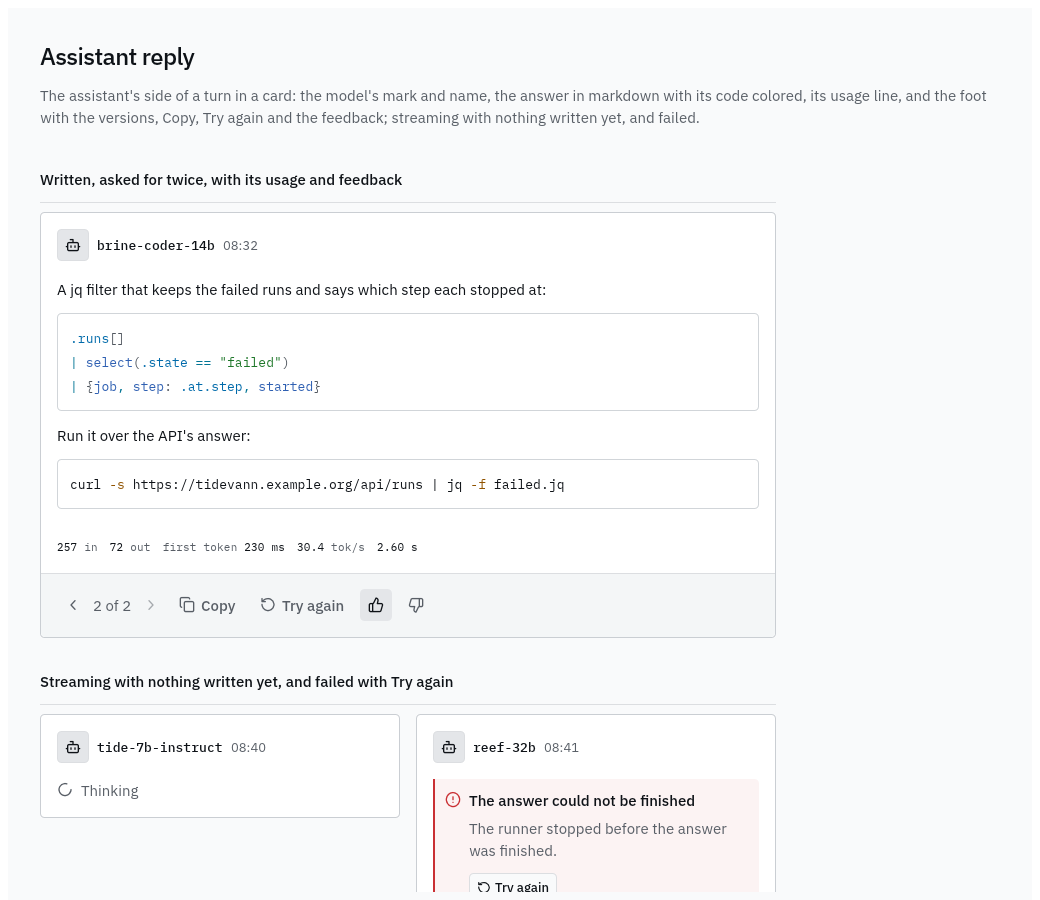 Assistant reply
The assistant's side of a turn in a card: the model's mark and name, the answer in markdown with its code colored, its usage line, and the foot
with the versions, Copy, Try again and the feedback; streaming with nothing written yet, and failed.
Written, asked for twice, with its usage and feedback
brine-coder-14b 08:32
A jq filter that keeps the failed runs and says which step each stopped at:
.runs[]
| select(.state == "failed")
| {job, step: .at.step, started}
Run it over the API's answer:
curl -s https://tidevann.example.org/api/runs | jq -f failed.jq
257 in 72 out first token 230 ms 30.4 tok/s 2.60 s
2 of 2 Copy Try again
Streaming with nothing written yet, and failed with Try again
tide-7b-instruct 08:40
Thinking
reef-32b 08:41
The answer could not be finished
The runner stopped before the answer
was finished.
Try again